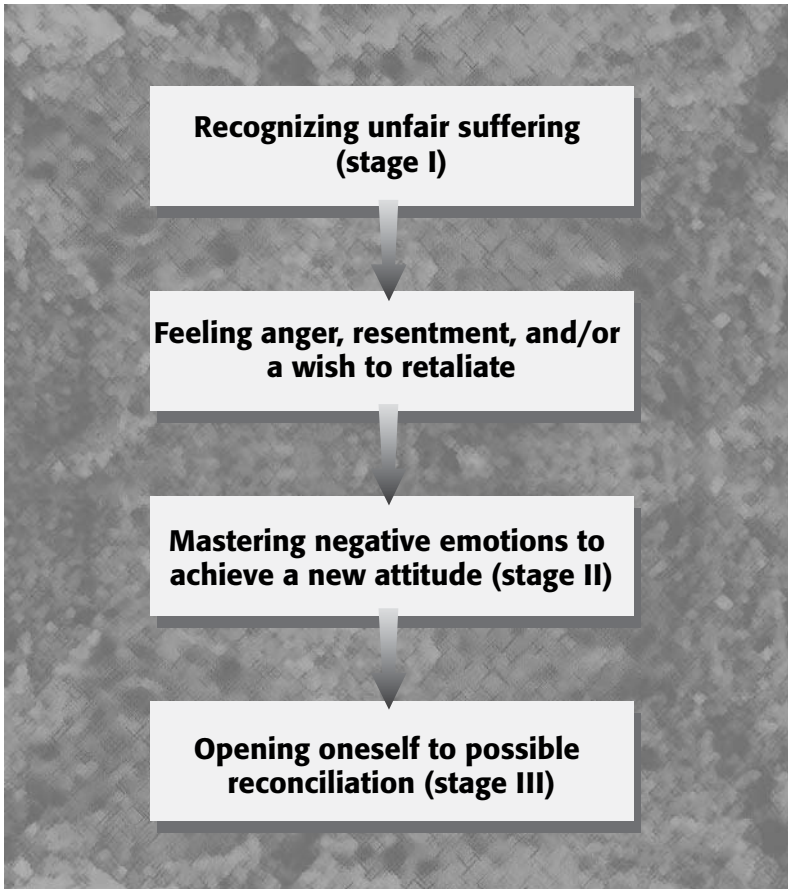 Recognizing unfair suffering
(stage I)
Feeling anger, resentment, and/or
a wish to retaliate
Mastering negative emotions to
achieve a new attitude (stage II)
Opening oneself to possible
reconciliation (stage III)